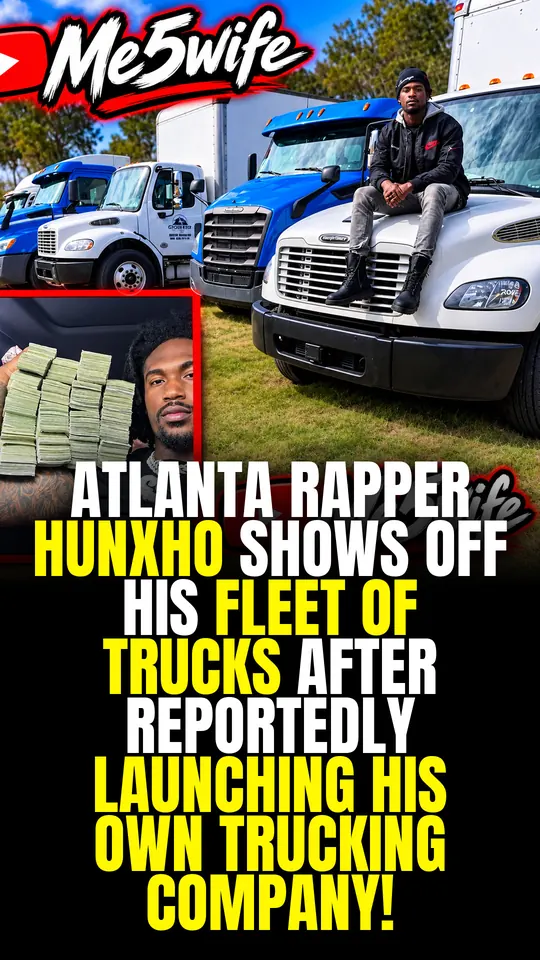 Me5wife
ATLANTA RAPPER
HUNXHO SHOWS OFF
HIS FLEET OF
TRUCKS AFTER
REPORTEDLY
LAUNCHING HIS
OWN TRUCKING
COMPANY!